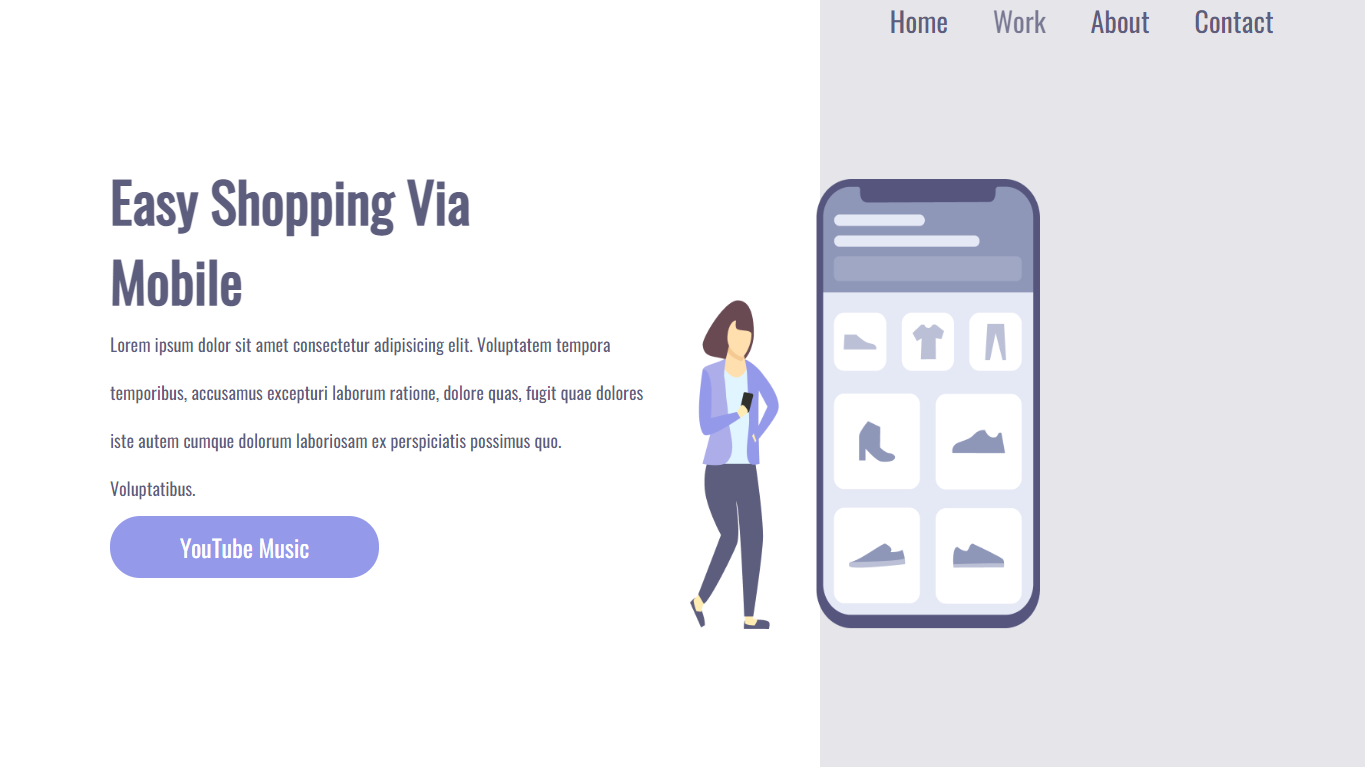 Home Work About Contact
Easy Shopping Via
Mobile
Lorem ipsum dolor sit amet consectetur adipisicing elit. Voluptatem tempora
temporibus, accusamus excepturi laborum ratione, dolore quas, fugit quae dolores
iste autem cumque dolorum laboriosam ex perspiciatis possimus quo.
Voluptatibus.
YouTube Music